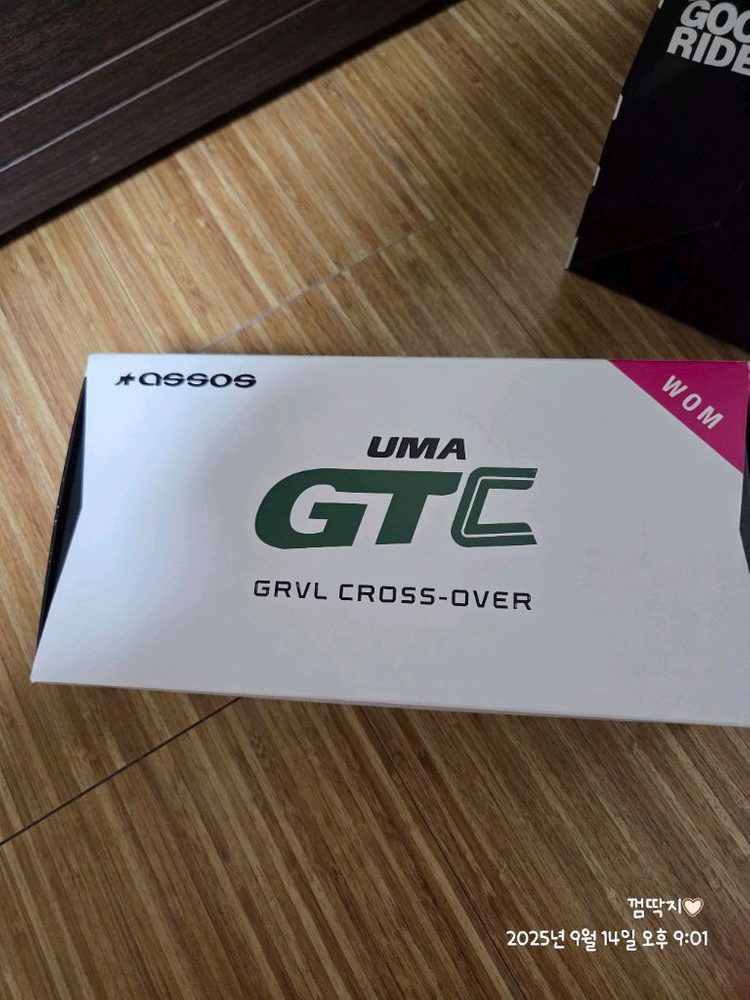 GOO
RIDE
assos
WOM
UMA
GTC
GRVL CROSS-OVER
껌딱지🤍
2025년 9월 14일 오후 9:01